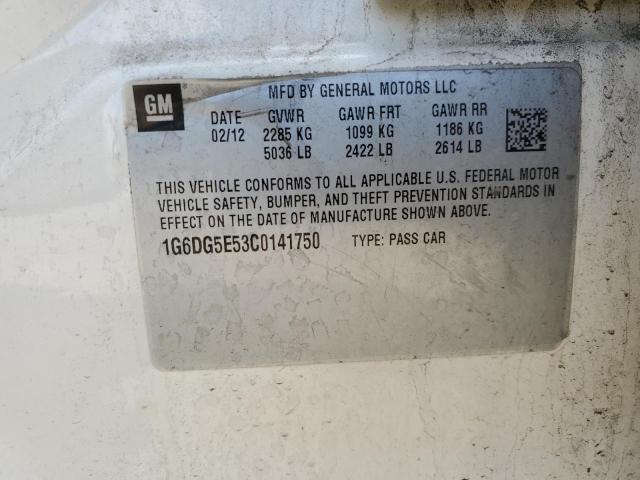 GM
MFD BY GENERAL MOTORS LLC
DATE GVWR GAWR FRT GAWR RR
02/12 2285 KG 1099 KG 1186 KG
5036 LB 2422 LB 2614 LB
THIS VEHICLE CONFORMS TO ALL APPLICABLE U.S. FEDERAL MOTOR
VEHICLE SAFETY, BUMPER, AND THEFT PREVENTION STANDARDS IN
EFFECT ON THE DATE OF MANUFACTURE SHOWN ABOVE.
1G6DG5E53C0141750 TYPE: PASS CAR